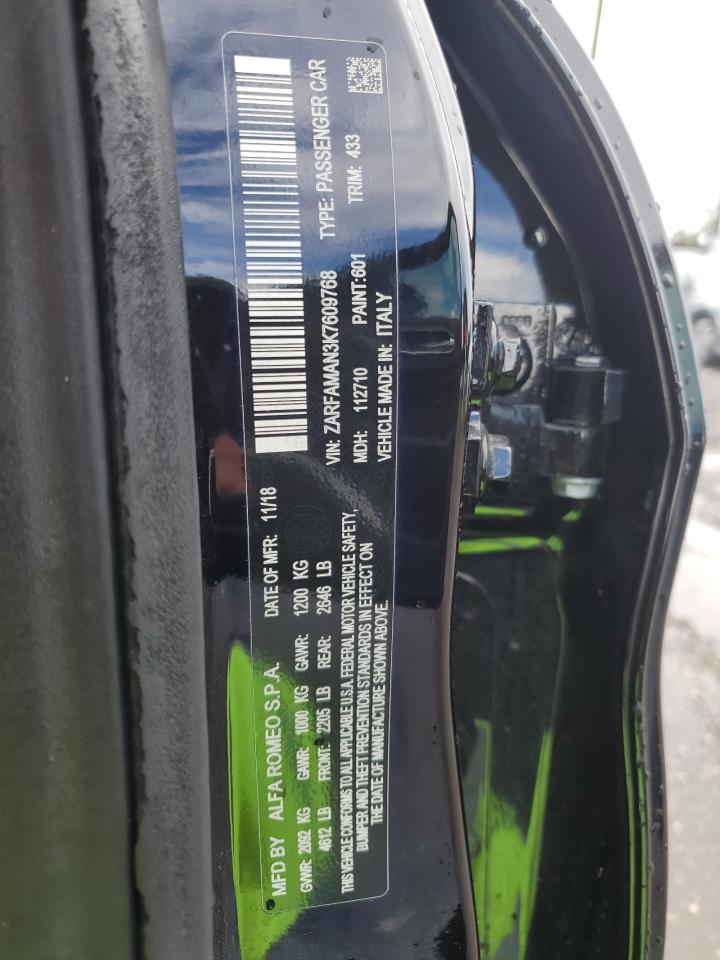 MFD BY ALFA ROMEO S.P.A. DATE OF MFR: 11/18
GVWR: 2092 KG GAWR: 1000 KG GAWR: 1200 KG
4612 LB FRONT: 2205 LB REAR: 2646 LB
THIS VEHICLE CONFORMS TO ALL APPLICABLE U.S.A. FEDERAL MOTOR VEHICLE SAFETY,
BUMPER AND THEFT PREVENTION STANDARDS IN EFFECT ON
THE DATE OF MANUFACTURE SHOWN ABOVE.
VIN: ZARFAMAN3K7609768 TYPE: PASSENGER CAR
MDH: 112710 PAINT:601 TRIM: 433
VEHICLE MADE IN: ITALY